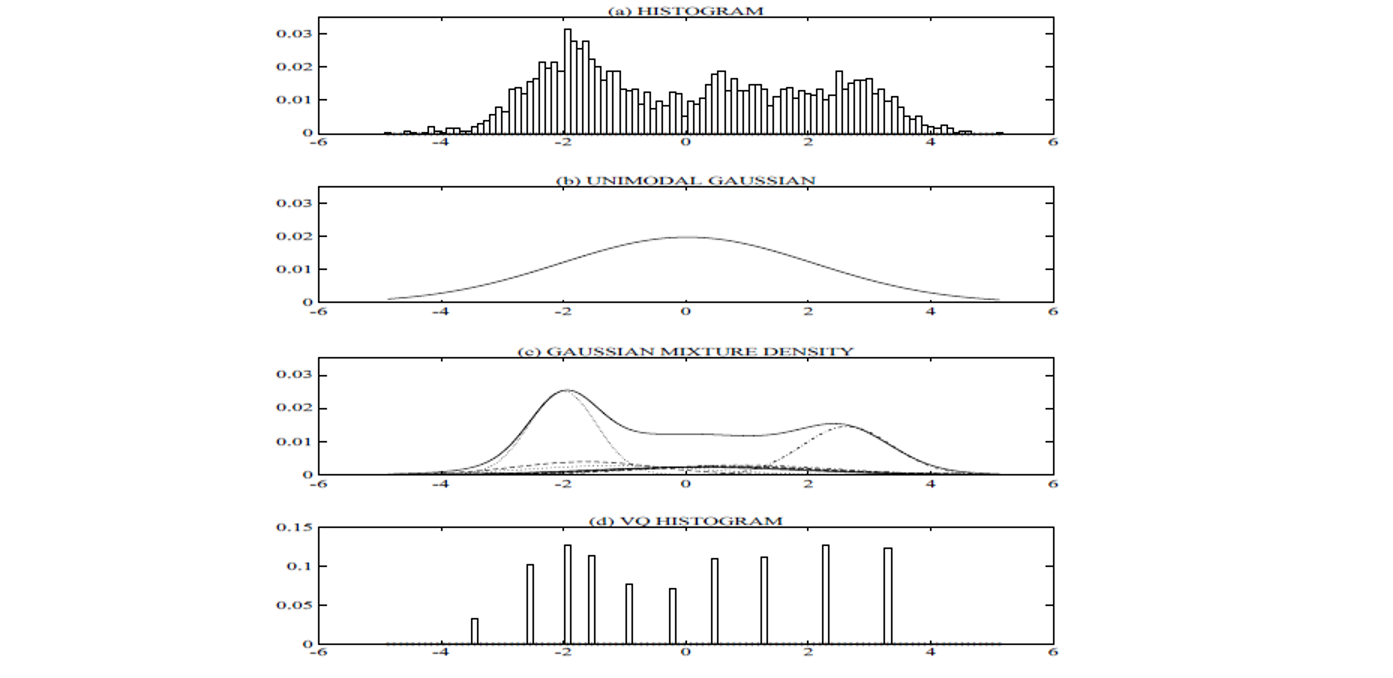 (a) HISTOGRAM
0.03
0.02
0.01
0
-6 -4 -2 0 2 4 6
(b) UNIMODAL GAUSSIAN
0.03
0.02
0.01
0
-6 -4 -2 0 2 4 6
(c) GAUSSIAN MIXTURE DENSITY
0.03
0.02
0.01
0
-6 -4 -2 0 2 4 6
(d) VQ HISTOGRAM
0.15
0.1
0.05
0
-6 -4 -2 0 2 4 6